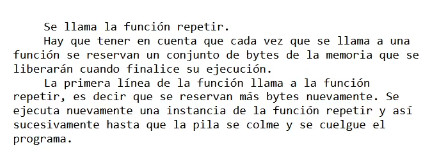 Se llama la función repetir.
Hay que tener en cuenta que cada vez que se llama a una
función se reservan un conjunto de bytes de la memoria que se
liberarán cuando finalice su ejecución.
La primera línea de la función llama a la función
repetir, es decir que se reservan más bytes nuevamente. Se
ejecuta nuevamente una instancia de la función repetir y así
sucesivamente hasta que la pila se colme y se cuelgue el
programa.